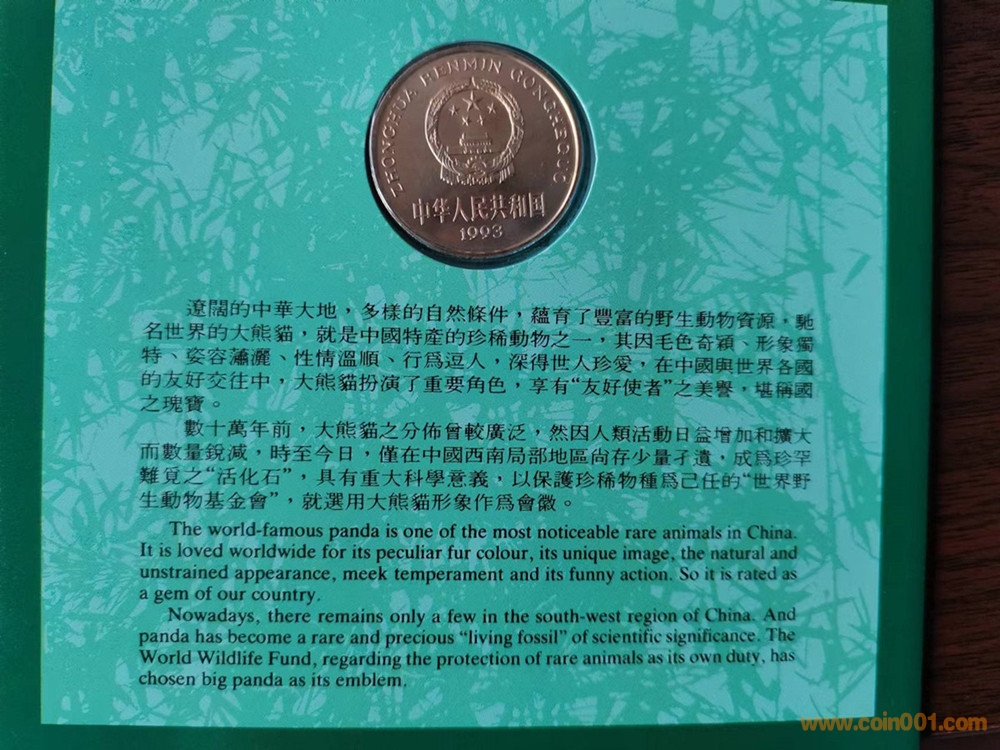 ZHONGHUA RENMIN GONGHEGUO
中华人民共和国
1993
遼闊的中華大地，多樣的自然條件，蘊育了豐富的野生動物資源，馳
名世界的大熊貓，就是中國特產的珍稀動物之一，其因毛色奇穎、形象獨
特、姿容瀟灑、性情溫順、行爲逗人，深得世人珍愛，在中國與世界各國
的友好交往中，大熊貓扮演了重要角色，享有“友好使者”之美譽，堪稱國
之瑰寶。
數十萬年前，大熊貓之分佈曾較廣泛，然因人類活動日益增加和擴大
而數量銳減，時至今日，僅在中國西南局部地區尚存少量孑遺，成爲珍罕
難覓之“活化石”，具有重大科學意義，以保護珍稀物種爲己任的“世界野
生動物基金會”，就選用大熊貓形象作爲會徽。
The world-famous panda is one of the most noticeable rare animals in China.
It is loved worldwide for its peculiar fur colour, its unique image, the natural and
unstrained appearance, meek temperament and its funny action. So it is rated as
a gem of our country.
Nowadays, there remains only a few in the south-west region of China. And
panda has become a rare and precious “living fossil” of scientific significance. The
World Wildlife Fund, regarding the protection of rare animals as its own duty, has
chosen big panda as its emblem.
www.coin001.com